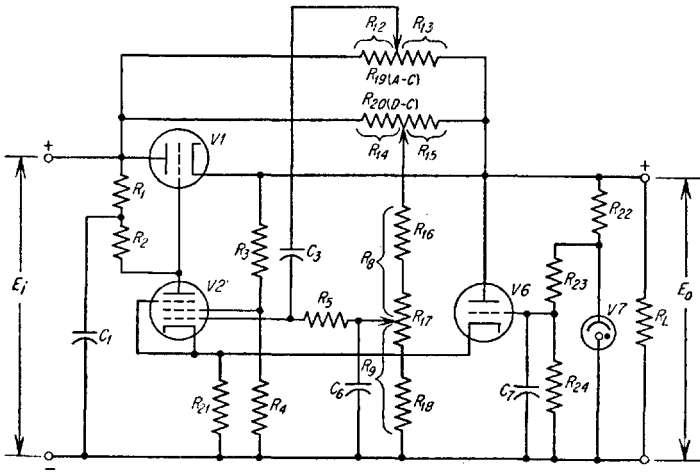 R12 R13
R19(A-C)
R20(D-C)
R14 R15
+ V1 +
R1 R22
R2 R3 C3 R16
R8
V2 R5 V6 R23 V7
Ei R17 RL Eo
C1 R9
R21 R4 C6 R18 C7 R24
−